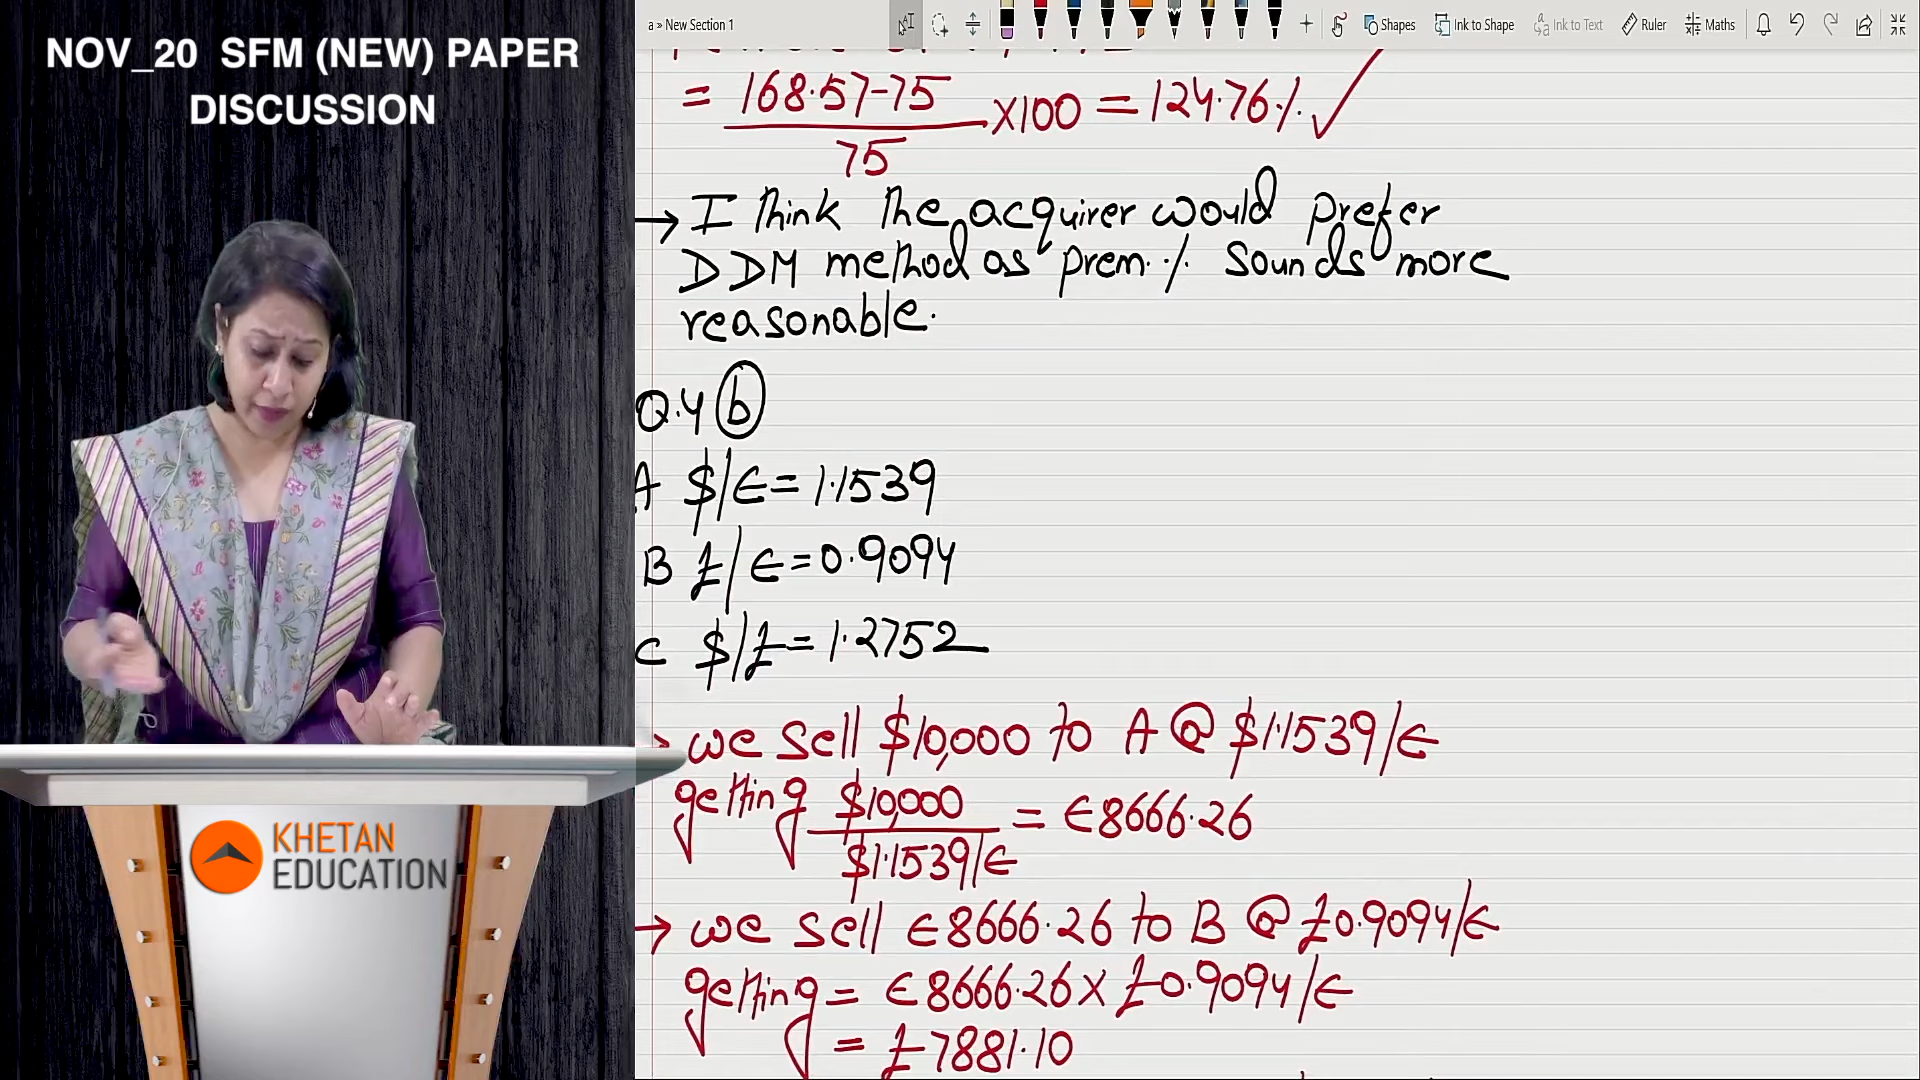 NOV_20 SFM (NEW) PAPER
DISCUSSION
a » New Section 1
Shapes
Ink to Shape
Ink to Text
Ruler
Maths
= 168.57-75 / 75 ×100 = 124.76%
→ I think the acquirer would prefer
DDM method as prem. % sounds more
reasonable.
Q.4 (b)
A $/€ = 1.1539
B £/€ = 0.9094
C $/£ = 1.2752
→ we sell $10,000 to A @ $1.1539/€
getting $10,000 / $1.1539/€ = €8666.26
→ we sell €8666.26 to B @ £0.9094/€
getting = €8666.26 × £0.9094/€
= £7881.10
KHETAN
EDUCATION